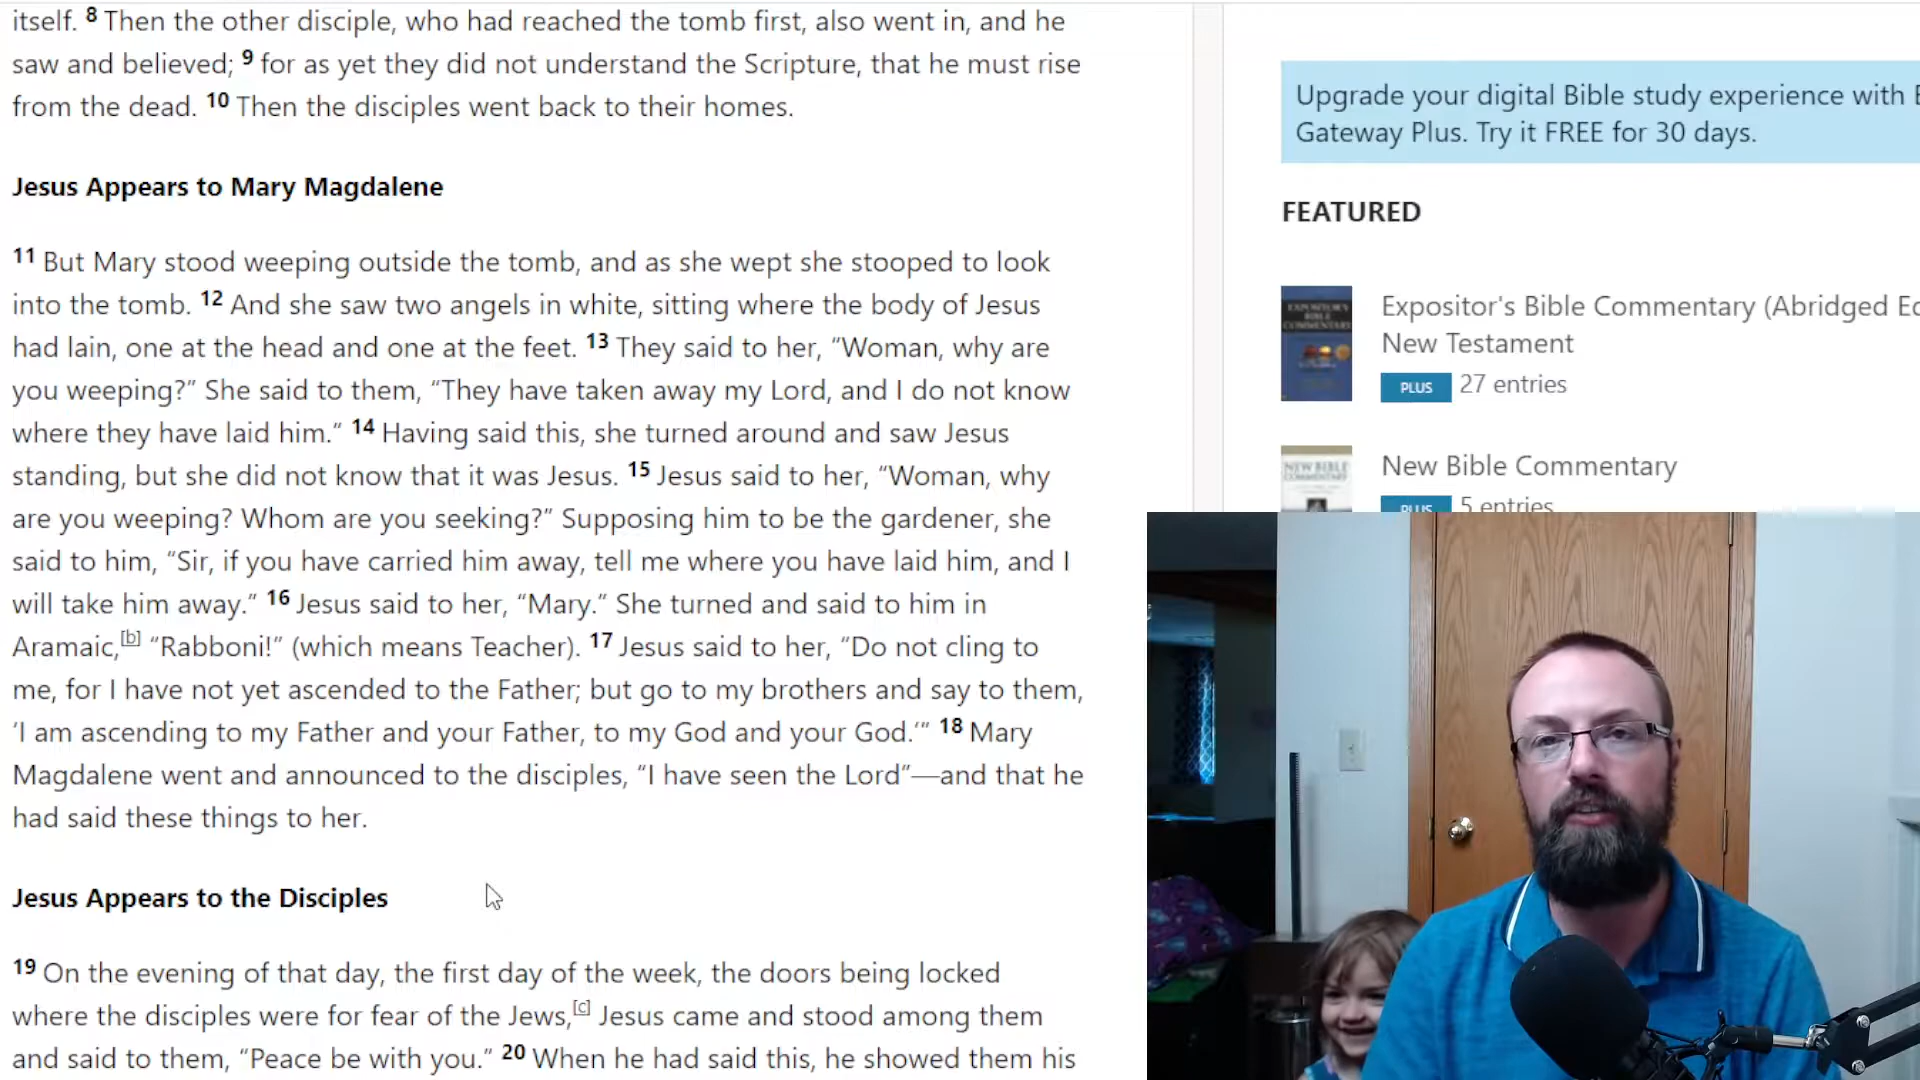 itself. 8 Then the other disciple, who had reached the tomb first, also went in, and he
saw and believed; 9 for as yet they did not understand the Scripture, that he must rise
from the dead. 10 Then the disciples went back to their homes.
Jesus Appears to Mary Magdalene
11 But Mary stood weeping outside the tomb, and as she wept she stooped to look
into the tomb. 12 And she saw two angels in white, sitting where the body of Jesus
had lain, one at the head and one at the feet. 13 They said to her, “Woman, why are
you weeping?” She said to them, “They have taken away my Lord, and I do not know
where they have laid him.” 14 Having said this, she turned around and saw Jesus
standing, but she did not know that it was Jesus. 15 Jesus said to her, “Woman, why
are you weeping? Whom are you seeking?” Supposing him to be the gardener, she
said to him, “Sir, if you have carried him away, tell me where you have laid him, and I
will take him away.” 16 Jesus said to her, “Mary.” She turned and said to him in
Aramaic,[b] “Rabboni!” (which means Teacher). 17 Jesus said to her, “Do not cling to
me, for I have not yet ascended to the Father; but go to my brothers and say to them,
‘I am ascending to my Father and your Father, to my God and your God.’” 18 Mary
Magdalene went and announced to the disciples, “I have seen the Lord”—and that he
had said these things to her.
Jesus Appears to the Disciples
19 On the evening of that day, the first day of the week, the doors being locked
where the disciples were for fear of the Jews,[c] Jesus came and stood among them
and said to them, “Peace be with you.” 20 When he had said this, he showed them his
Upgrade your digital Bible study experience with
Gateway Plus. Try it FREE for 30 days.
FEATURED
EXPOSITOR'S
BIBLE
COMMENTARY
Expositor's Bible Commentary (Abridged
New Testament
PLUS 27 entries
NEW BIBLE
COMMENTARY
New Bible Commentary
PLUS 5 entries